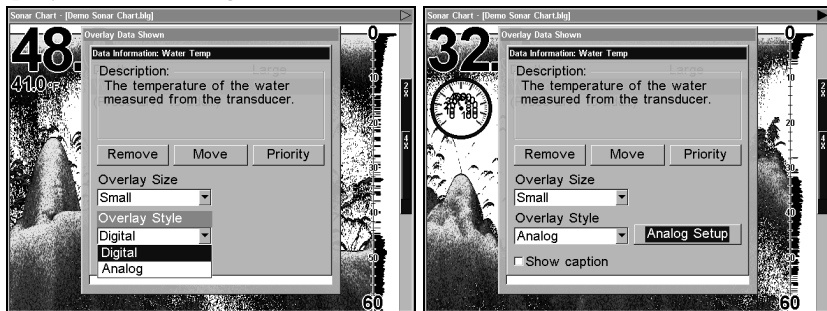 Sonar Chart - [Demo Sonar Chart.blg]
48.
41.0 °F
Overlay Data Shown
Data Information: Water Temp
Description:
The temperature of the water
measured from the transducer.
Remove
Move
Priority
Overlay Size
Small
Overlay Style
Digital
Digital
Analog
0
10
20
30
40
50
60
2x
4x
Sonar Chart - [Demo Sonar Chart.blg]
32.
Overlay Data Shown
Data Information: Water Temp
Description:
The temperature of the water
measured from the transducer.
Remove
Move
Priority
Overlay Size
Small
Overlay Style
Analog
Analog Setup
Show caption
0
10
20
30
40
50
60
2x
4x